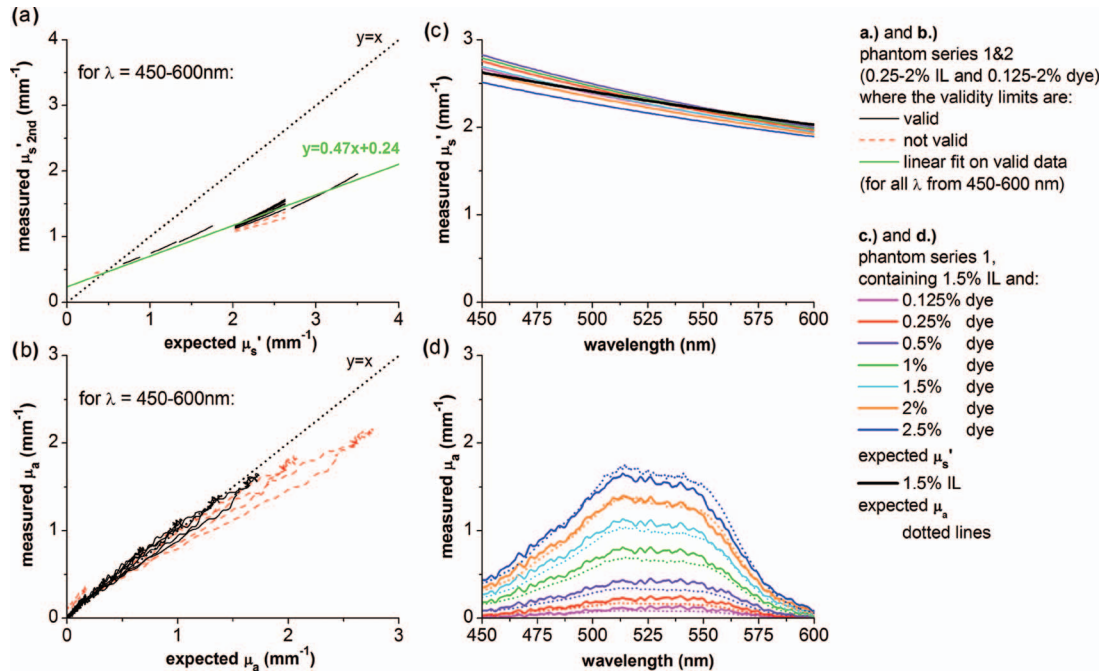 (a)
4
3
2
1
0
measured μs' 2nd (mm-1)
for λ = 450-600nm:
y=x
y=0.47x+0.24
0 1 2 3 4
expected μs' (mm-1)
(c)
3
2
1
0
measured μs' (mm-1)
450 475 500 525 550 575 600
wavelength (nm)
(b)
3
2
1
0
measured μa (mm-1)
for λ = 450-600nm:
y=x
0 1 2 3
expected μa (mm-1)
(d)
3
2
1
0
measured μa (mm-1)
450 475 500 525 550 575 600
wavelength (nm)
a.) and b.)
phantom series 1&2
(0.25-2% IL and 0.125-2% dye)
where the validity limits are:
valid
not valid
linear fit on valid data
(for all λ from 450-600 nm)
c.) and d.)
phantom series 1,
containing 1.5% IL and:
0.125% dye
0.25% dye
0.5% dye
1% dye
1.5% dye
2% dye
2.5% dye
expected μs'
1.5% IL
expected μa
dotted lines